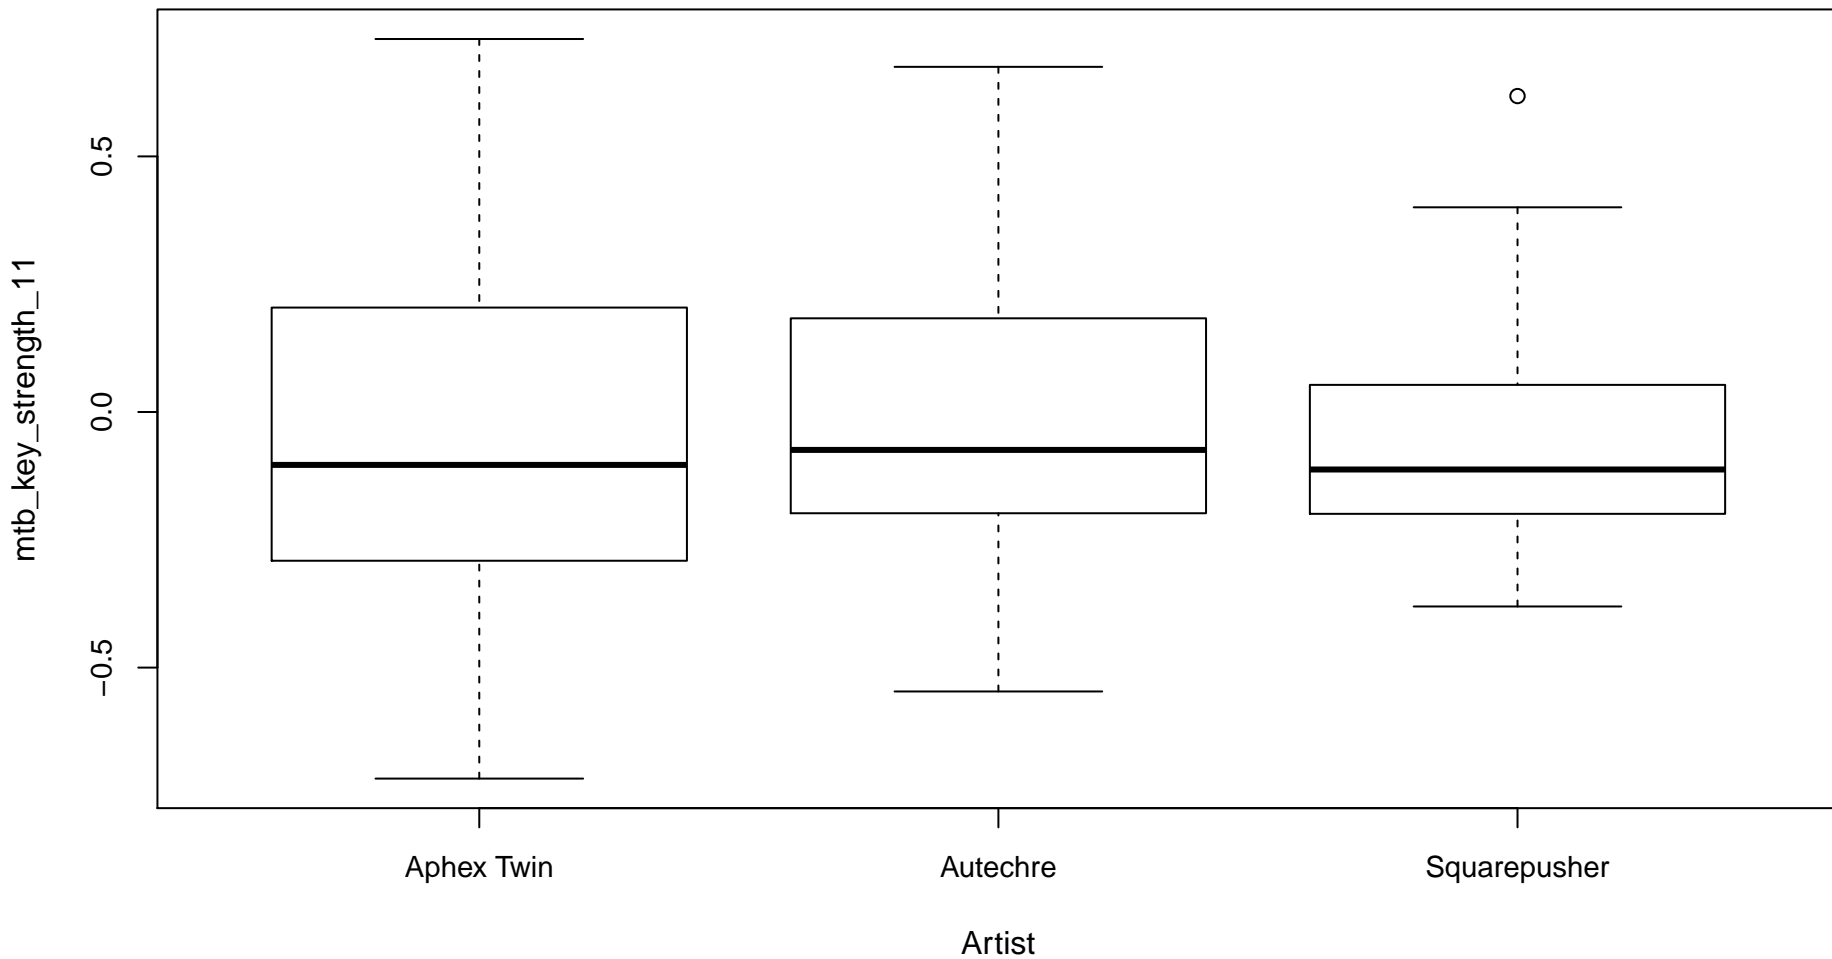 mtb_key_strength_11
0.5
0.0
−0.5
Aphex Twin
Autechre
Squarepusher
Artist